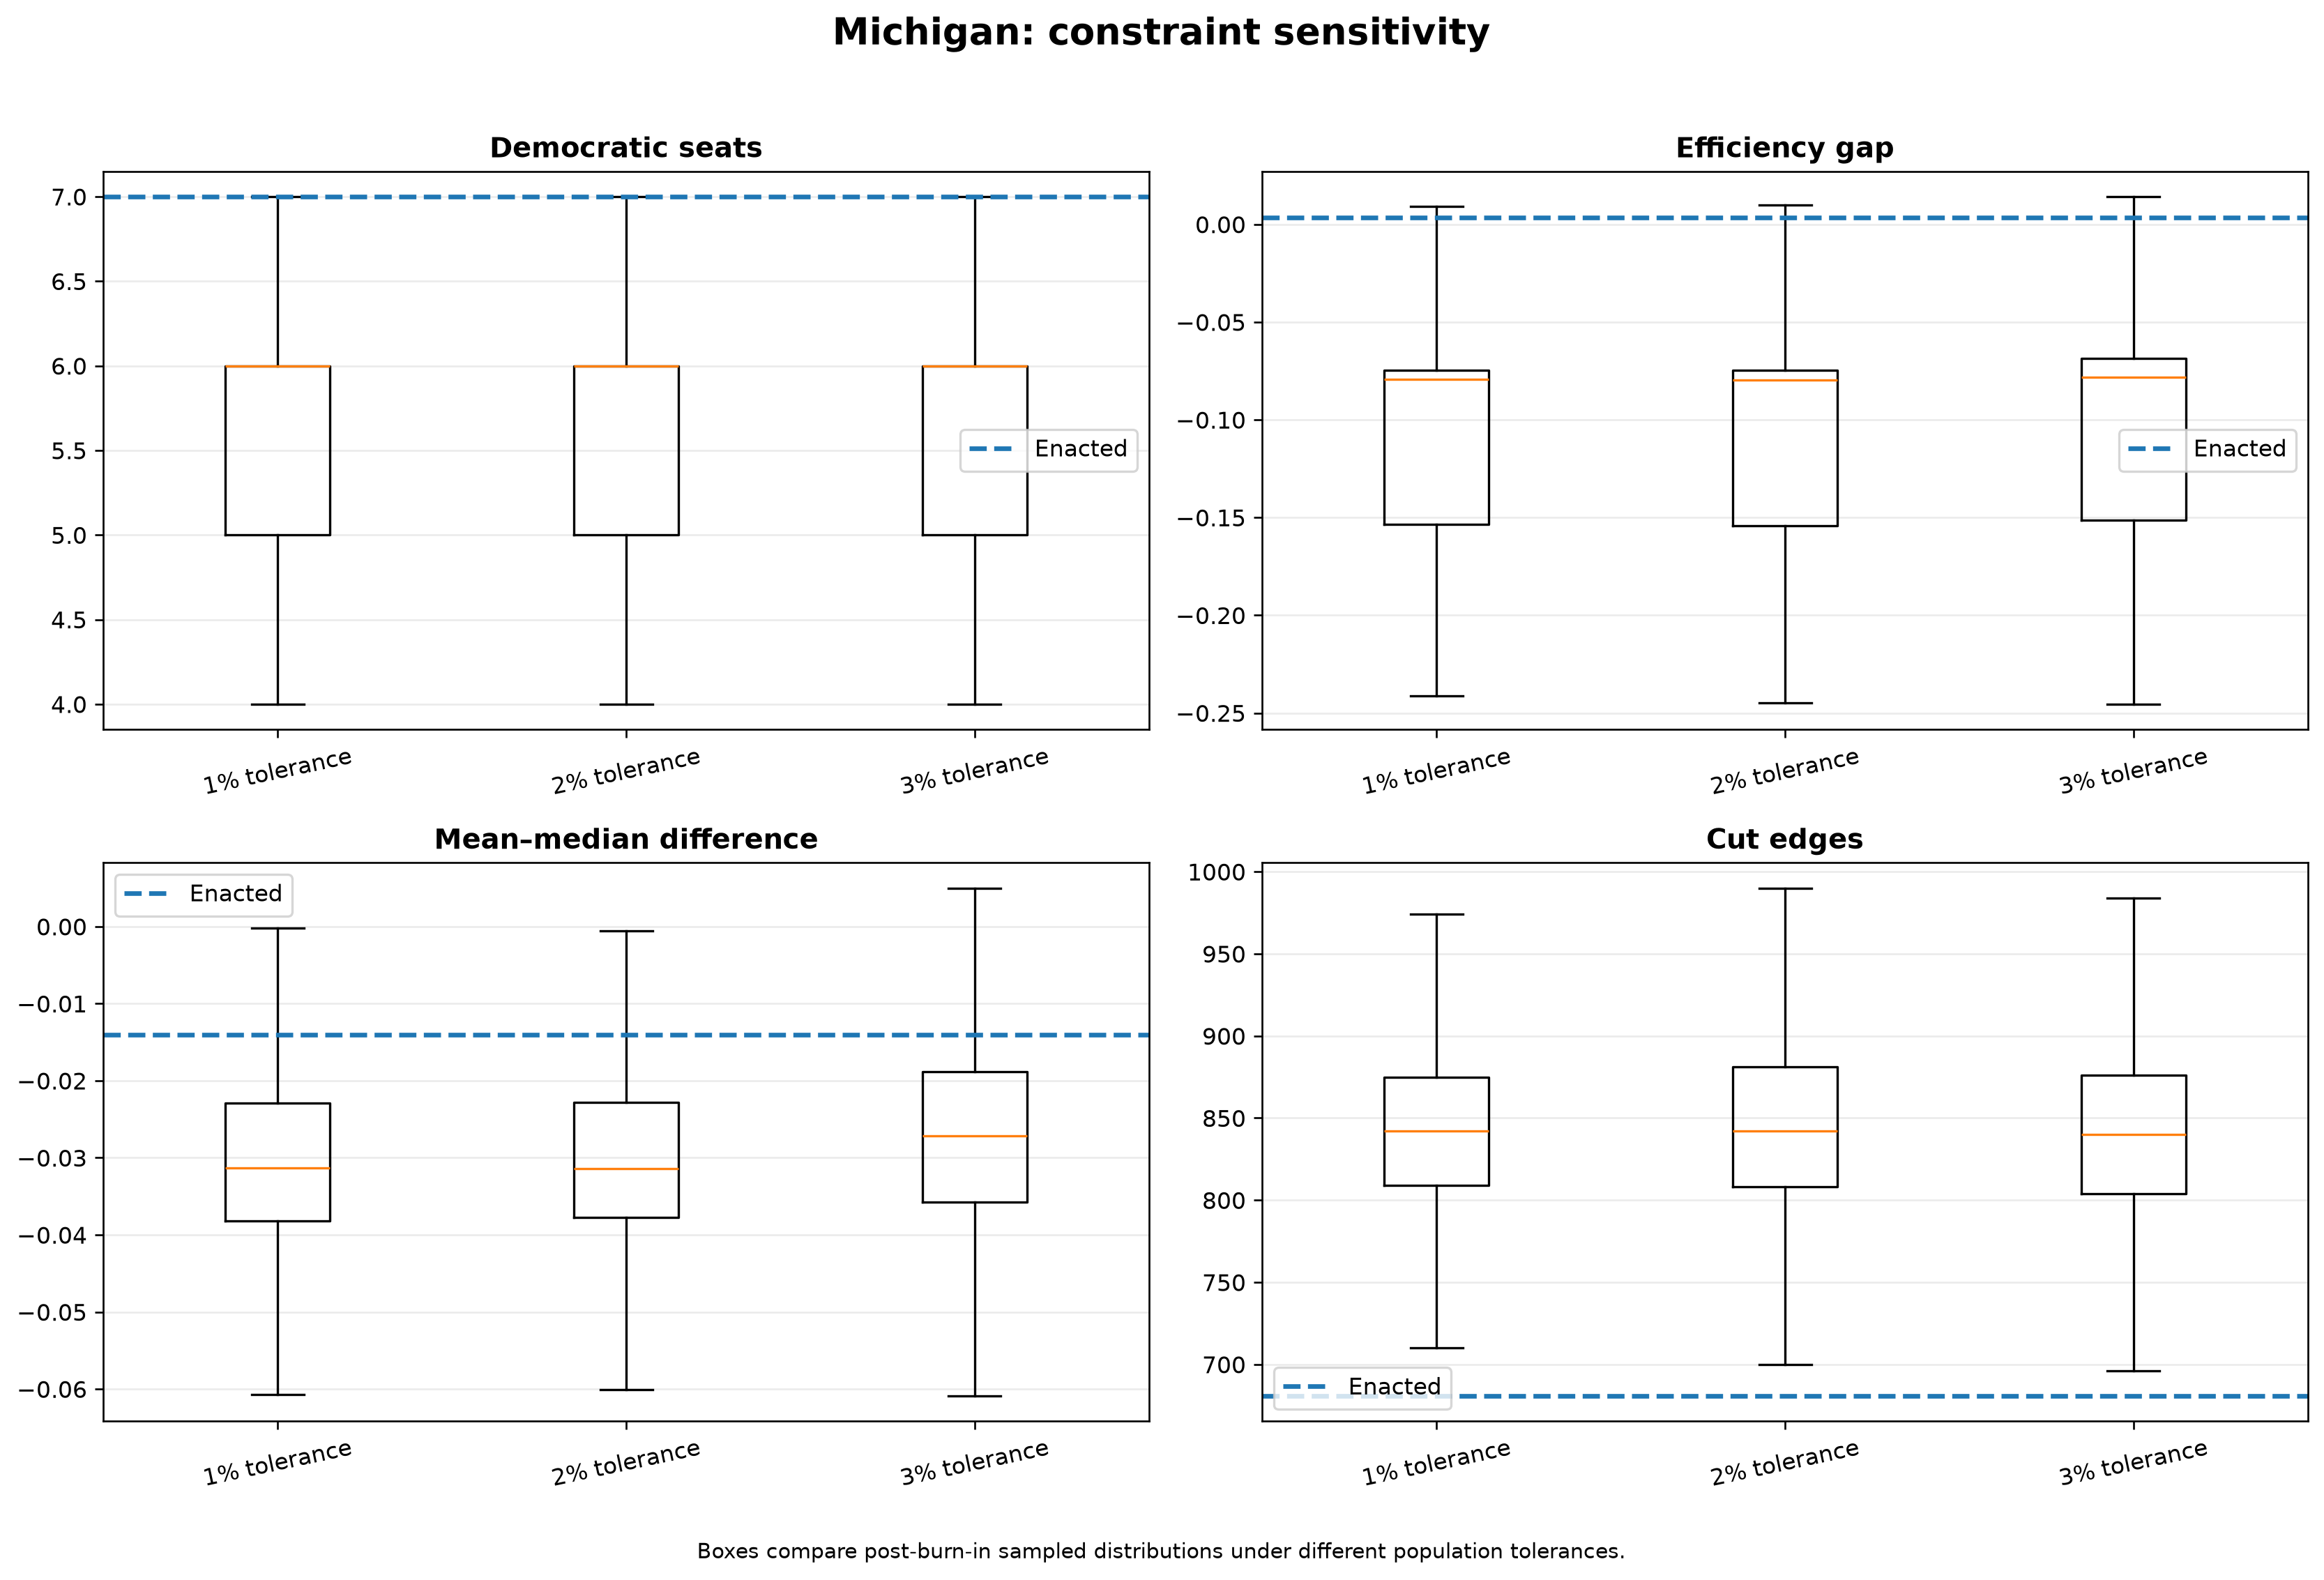 Michigan: constraint sensitivity
Democratic seats
7.0
6.5
6.0
5.5
5.0
4.5
4.0
Enacted
1% tolerance
2% tolerance
3% tolerance
Efficiency gap
0.00
−0.05
−0.10
−0.15
−0.20
−0.25
Enacted
1% tolerance
2% tolerance
3% tolerance
Mean–median difference
Enacted
0.00
−0.01
−0.02
−0.03
−0.04
−0.05
−0.06
1% tolerance
2% tolerance
3% tolerance
Cut edges
1000
950
900
850
800
750
700
Enacted
1% tolerance
2% tolerance
3% tolerance
Boxes compare post-burn-in sampled distributions under different population tolerances.